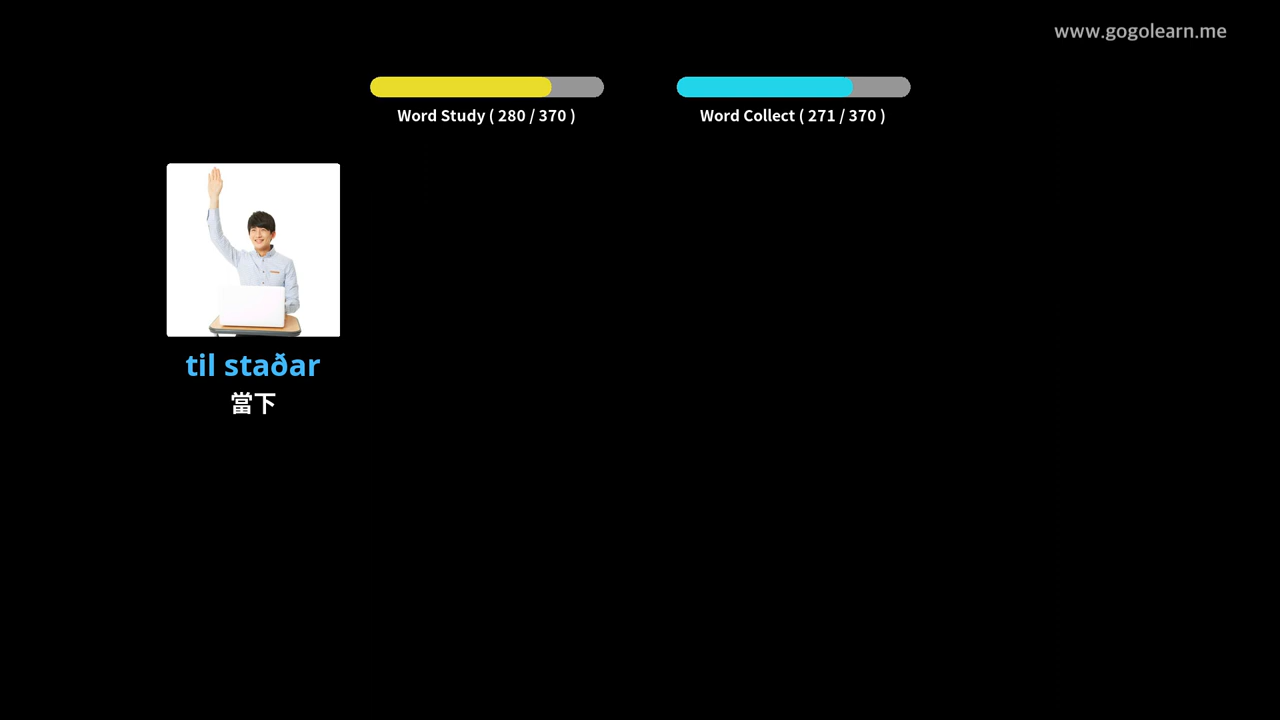 www.gogolearn.me
Word Study ( 280 / 370 )
Word Collect ( 271 / 370 )
til staðar
當下